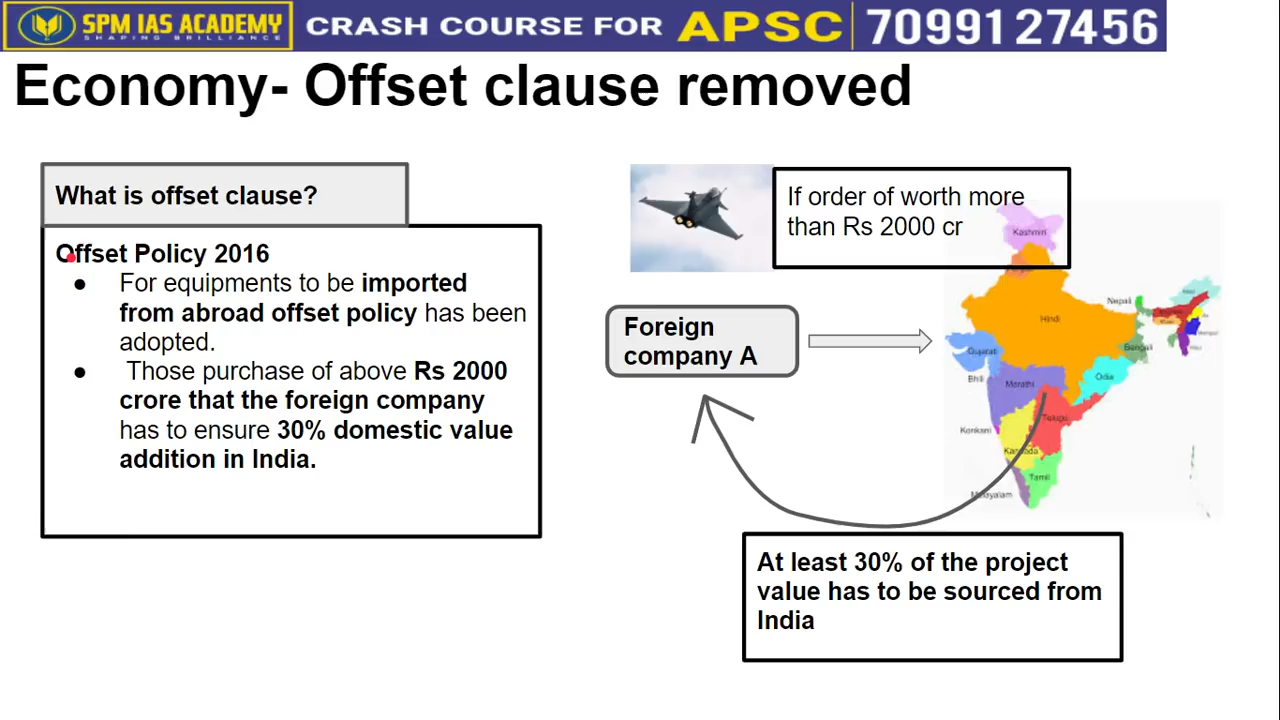 SPM IAS ACADEMY
SHAPING BRILLIANCE
CRASH COURSE FOR APSC 70991 27456
Economy- Offset clause removed
What is offset clause?
Offset Policy 2016
● For equipments to be imported
from abroad offset policy has been
adopted.
● Those purchase of above Rs 2000
crore that the foreign company
has to ensure 30% domestic value
addition in India.
If order of worth more
than Rs 2000 cr
Foreign
company A
Kashmiri
Nepali
Hindi
Gujarati
Bengali
Bhili
Marathi
Odia
Konkani
Telugu
Kannada
Tamil
Malayalam
At least 30% of the project
value has to be sourced from
India